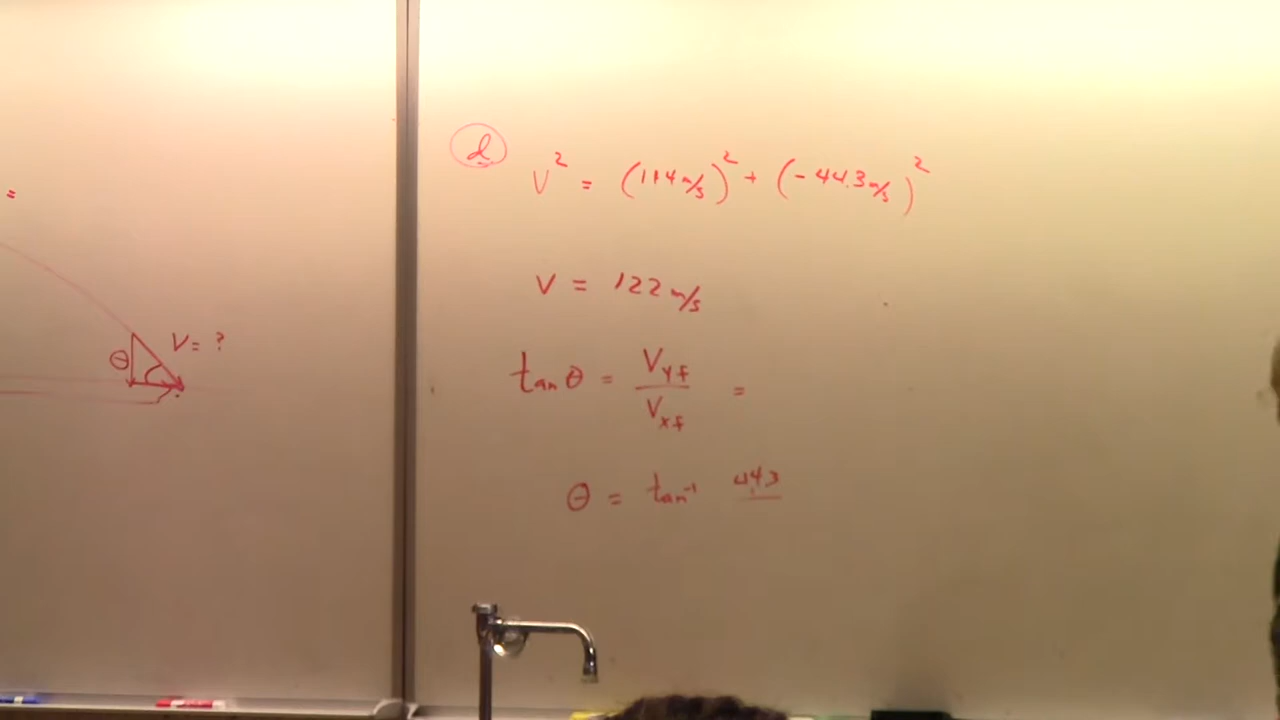 =
θ V = ?
d V² = (114 m/s)² + (-44.3 m/s)²
V = 122 m/s
tan θ = Vyf / Vxf =
θ = tan⁻¹ 44.3